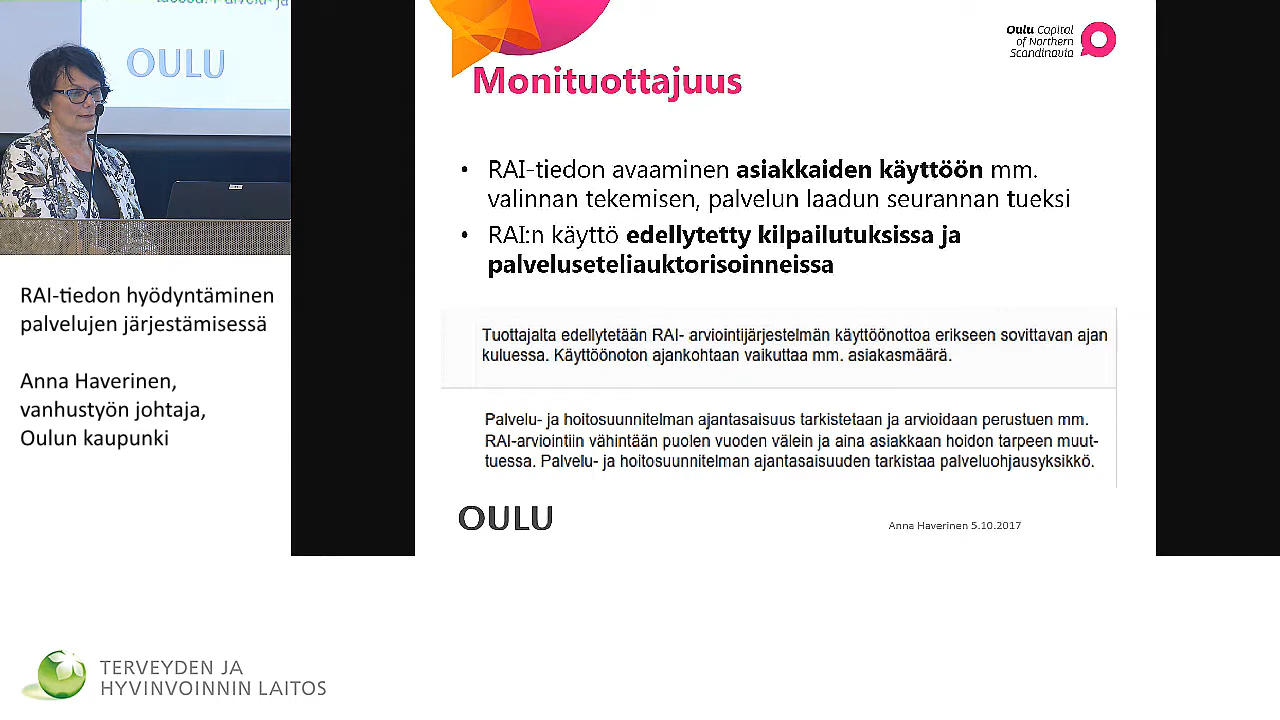 OULU
RAI-tiedon hyödyntäminen
palvelujen järjestämisessä
Anna Haverinen,
vanhustyön johtaja,
Oulun kaupunki
Oulu Capital
of Northern
Scandinavia
Monituottajuus
• RAI-tiedon avaaminen asiakkaiden käyttöön mm.
valinnan tekemisen, palvelun laadun seurannan tueksi
• RAI:n käyttö edellytetty kilpailutuksissa ja
palveluseteliauktorisoinneissa
Tuottajalta edellytetään RAI- arviointijärjestelmän käyttöönottoa erikseen sovittavan ajan
kuluessa. Käyttöönoton ajankohtaan vaikuttaa mm. asiakasmäärä.
Palvelu- ja hoitosuunnitelman ajantasaisuus tarkistetaan ja arvioidaan perustuen mm.
RAI-arviointiin vähintään puolen vuoden välein ja aina asiakkaan hoidon tarpeen muut-
tuessa. Palvelu- ja hoitosuunnitelman ajantasaisuuden tarkistaa palveluohjausyksikkö.
OULU
Anna Haverinen 5.10.2017
TERVEYDEN JA
HYVINVOINNIN LAITOS